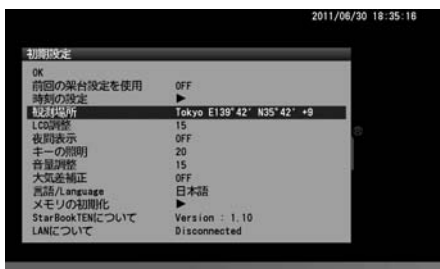 2011/06/30 18:35:16
初期設定
OK
前回の架台設定を使用 OFF
時刻の設定 ▶
観測場所 Tokyo E139°42' N35°42' +9
LCD調整 15
夜間表示 OFF
キーの照明 20
音量調整 15
大気差補正 OFF
言語/Language 日本語
メモリの初期化 ▶
StarBookTENについて Version : 1.10
LANについて Disconnected